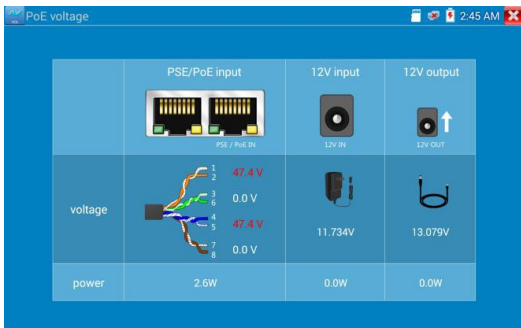 PoE voltage 2:45 AM
PSE/PoE input 12V input 12V output
PSE / PoE IN 12V IN 12V OUT
1 47.4 V
2
3 0.0 V
6
voltage
4 47.4 V
5
11.734V 13.079V
7 0.0 V
8
power 2.6W 0.0W 0.0W